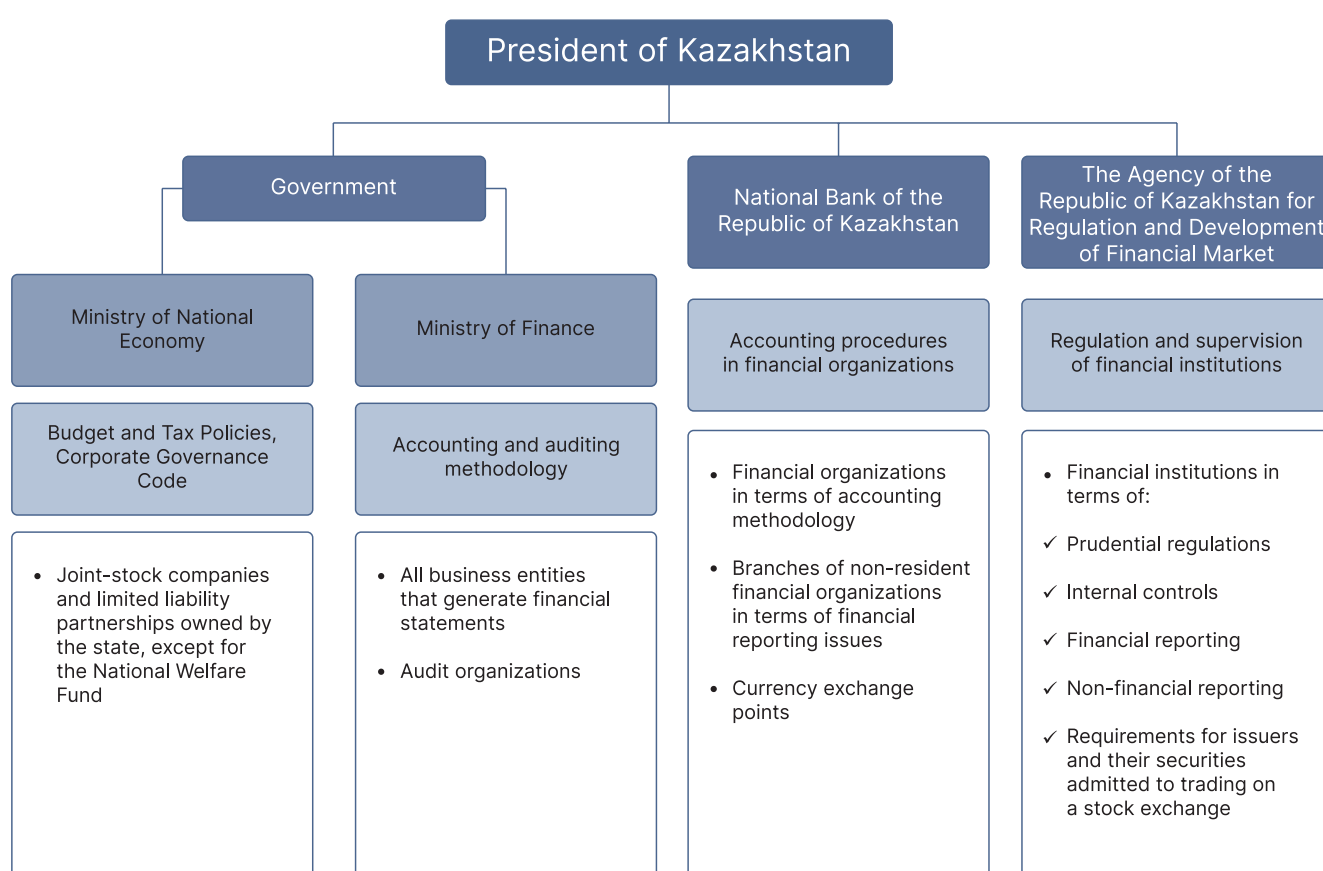 President of Kazakhstan
Government
National Bank of the
Republic of Kazakhstan
The Agency of the
Republic of Kazakhstan for
Regulation and Development
of Financial Market
Ministry of National
Economy
Ministry of Finance
Accounting procedures
in financial organizations
Regulation and supervision
of financial institutions
Budget and Tax Policies,
Corporate Governance
Code
Accounting and auditing
methodology
• Joint-stock companies
and limited liability
partnerships owned by
the state, except for
the National Welfare
Fund
• All business entities
that generate financial
statements
• Audit organizations
• Financial organizations
in terms of accounting
methodology
• Branches of non-resident
financial organizations
in terms of financial
reporting issues
• Currency exchange
points
• Financial institutions in
terms of:
✓ Prudential regulations
✓ Internal controls
✓ Financial reporting
✓ Non-financial reporting
✓ Requirements for issuers
and their securities
admitted to trading on
a stock exchange